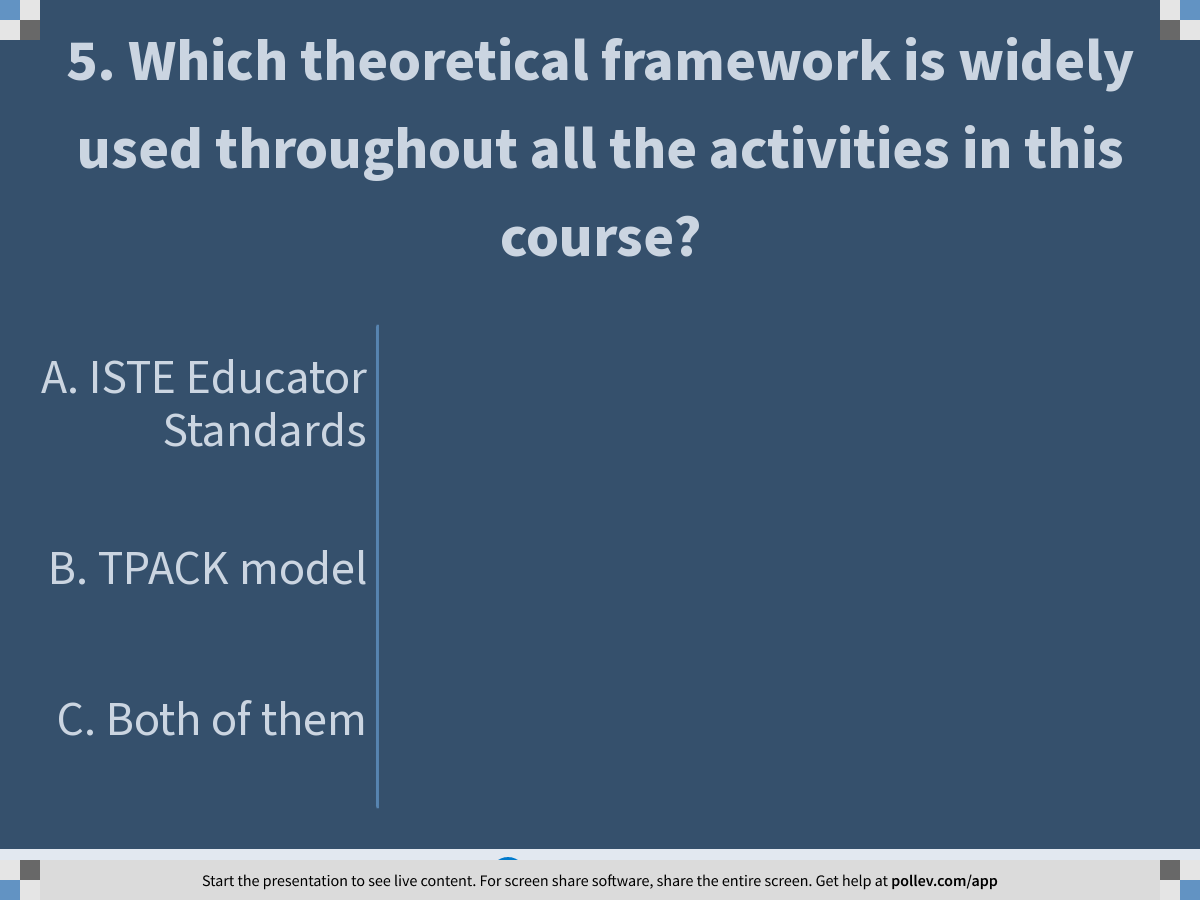 5. Which theoretical framework is widely
used throughout all the activities in this
course?
A. ISTE Educator
Standards
B. TPACK model
C. Both of them
Start the presentation to see live content. For screen share software, share the entire screen. Get help at pollev.com/app